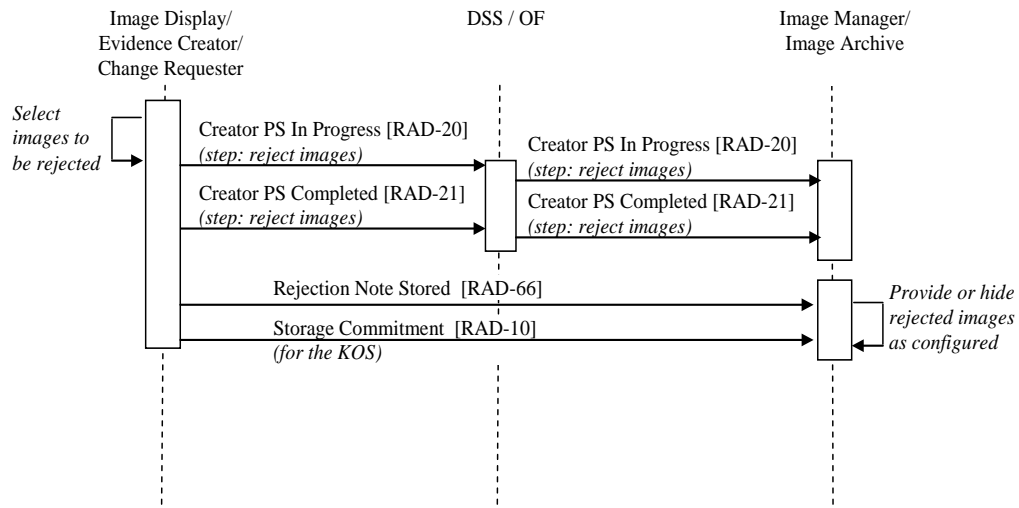 Image Display/
Evidence Creator/
Change Requester
DSS / OF
Image Manager/
Image Archive
Select
images to
be rejected
Creator PS In Progress [RAD-20]
(step: reject images)
Creator PS In Progress [RAD-20]
(step: reject images)
Creator PS Completed [RAD-21]
(step: reject images)
Creator PS Completed [RAD-21]
(step: reject images)
Rejection Note Stored [RAD-66]
Storage Commitment [RAD-10]
(for the KOS)
Provide or hide
rejected images
as configured